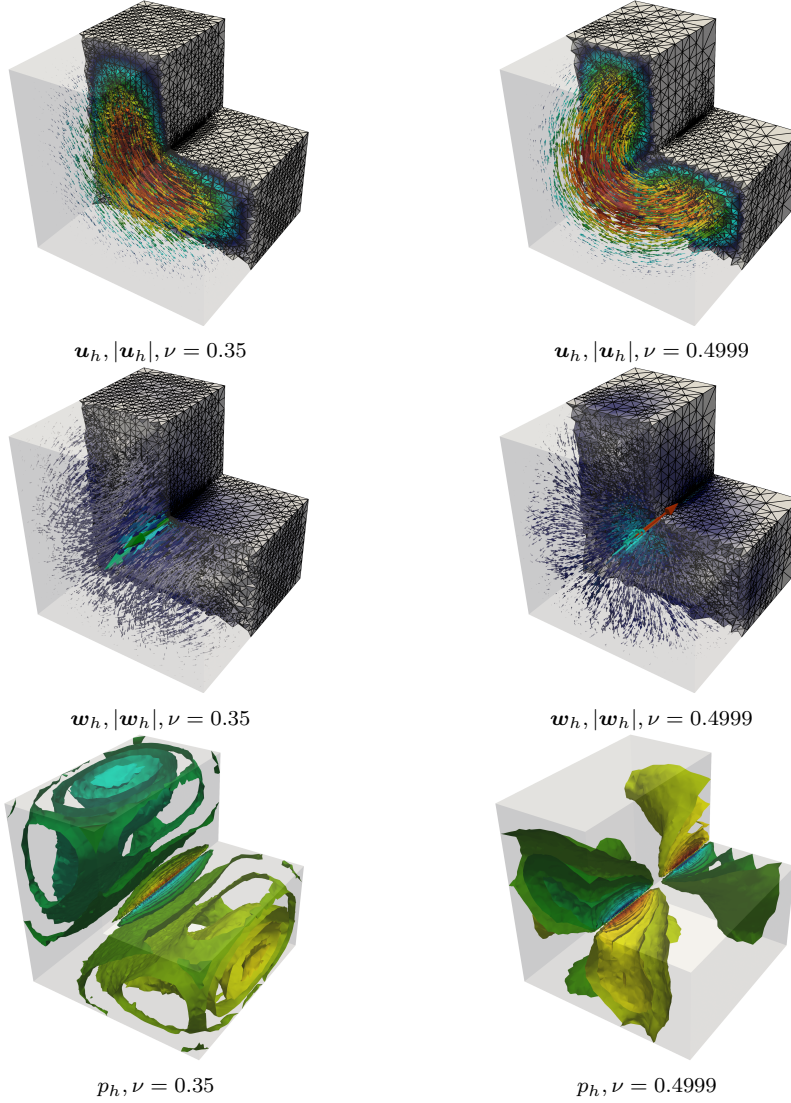 𝒖ₕ, |𝒖ₕ|, ν = 0.35
𝒖ₕ, |𝒖ₕ|, ν = 0.4999
𝒘ₕ, |𝒘ₕ|, ν = 0.35
𝒘ₕ, |𝒘ₕ|, ν = 0.4999
pₕ, ν = 0.35
pₕ, ν = 0.4999